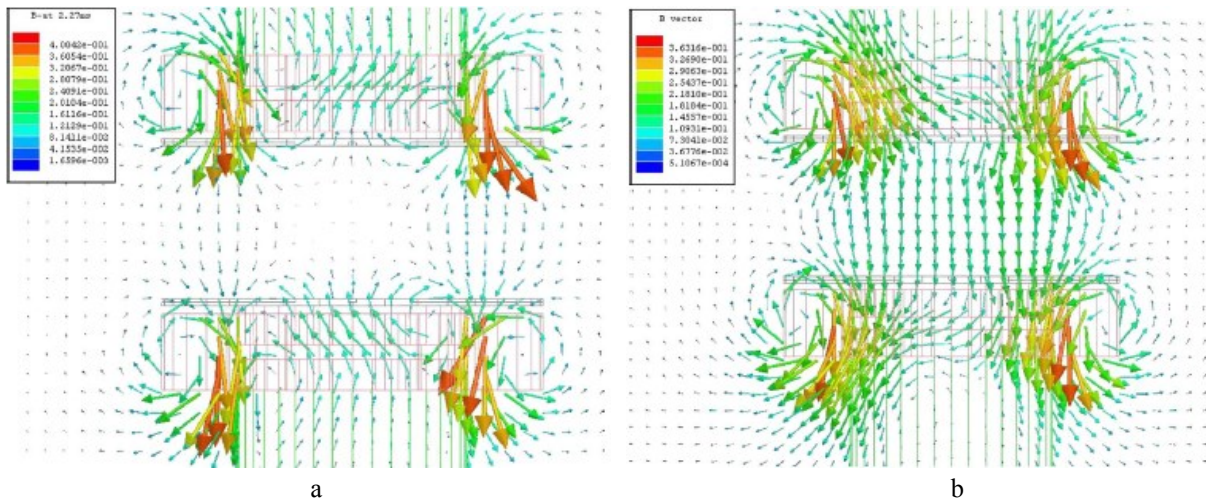 B-at 2.27ms
4.0042e-001
3.6054e-001
3.2067e-001
2.8079e-001
2.4091e-001
2.0104e-001
1.6116e-001
1.2129e-001
8.1411e-002
4.1535e-002
1.6596e-003
B vector
3.6316e-001
3.2690e-001
2.9063e-001
2.5437e-001
2.1810e-001
1.8184e-001
1.4557e-001
1.0931e-001
7.3041e-002
3.6776e-002
5.1067e-004
a
b